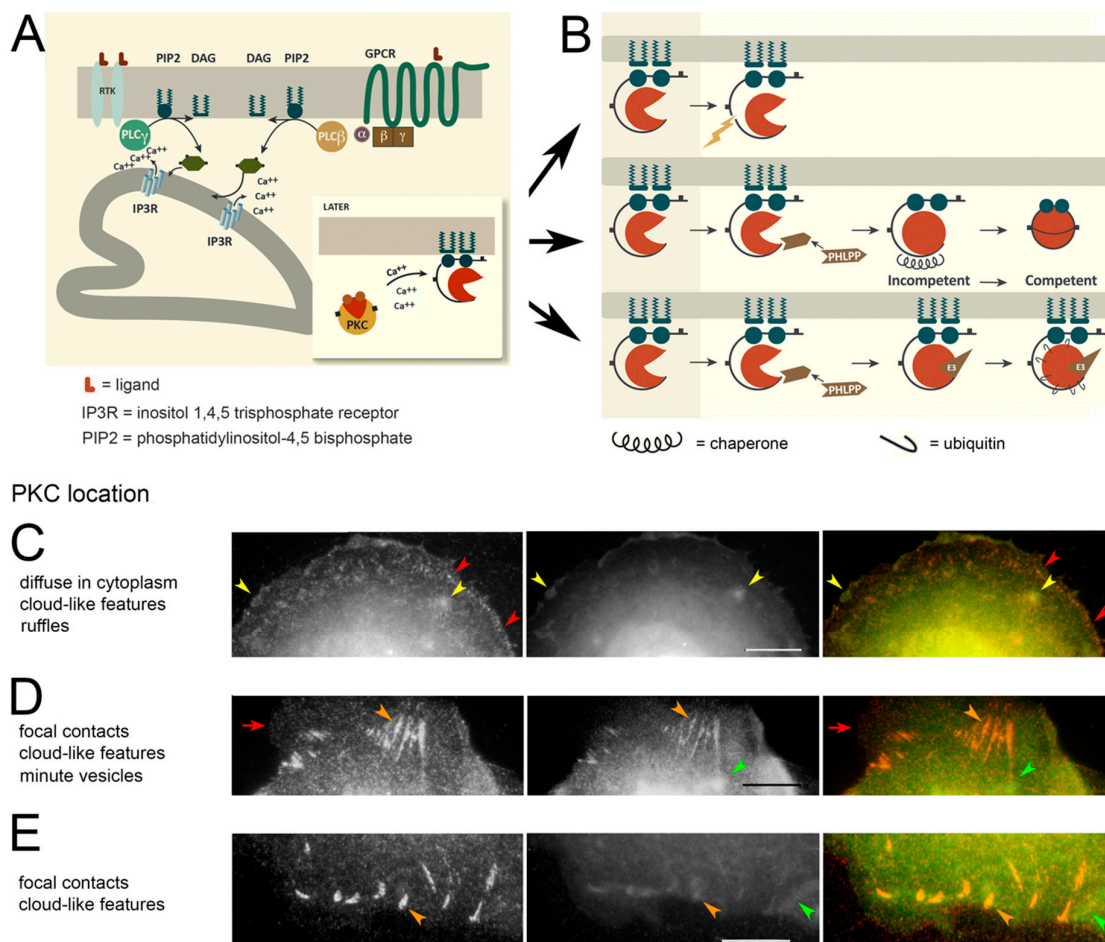 A
PIP2 DAG DAG PIP2 GPCR
RTK
PLCγ
PLCβ
α β γ
Ca++
Ca++
Ca++
Ca++
Ca++
Ca++
IP3R
IP3R
LATER
Ca++
Ca++
Ca++
PKC
= ligand
IP3R = inositol 1,4,5 trisphosphate receptor
PIP2 = phosphatidylinositol-4,5 bisphosphate
B
PHLPP
Incompetent Competent
E3 E3
PHLPP
= chaperone = ubiquitin
PKC location
C
diffuse in cytoplasm
cloud-like features
ruffles
D
focal contacts
cloud-like features
minute vesicles
E
focal contacts
cloud-like features